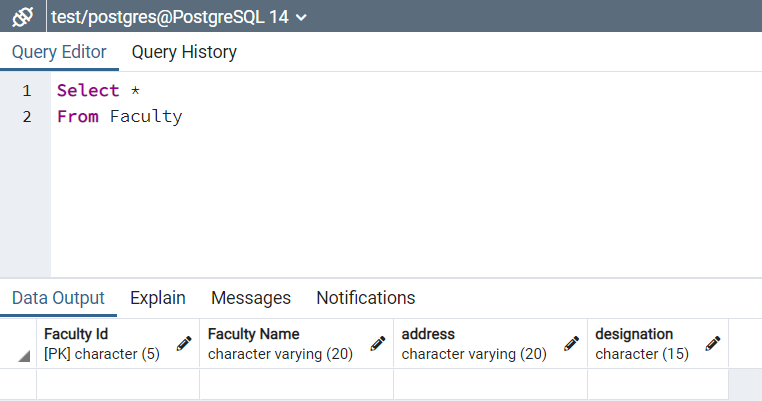 test/postgres@PostgreSQL 14
Query Editor Query History
1 Select *
2 From Faculty
Data Output Explain Messages Notifications
Faculty Id Faculty Name address designation
[PK] character (5) character varying (20) character varying (20) character (15)